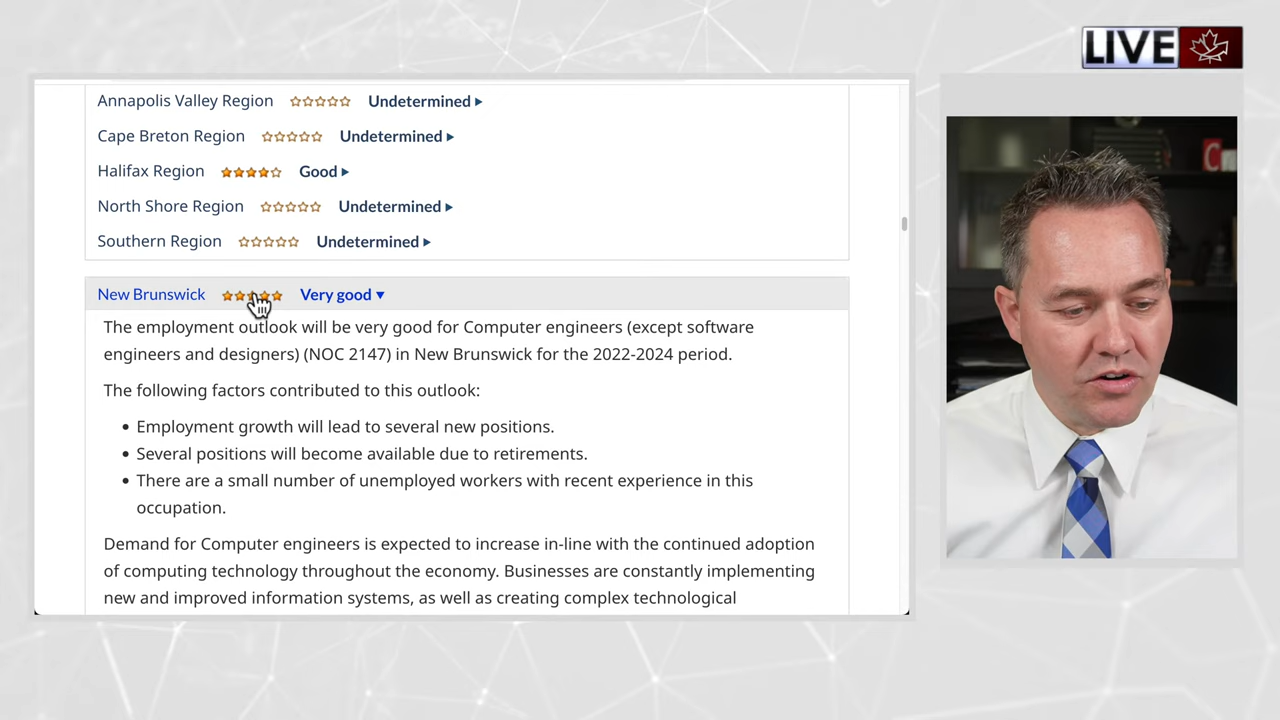 LIVE
Annapolis Valley Region Undetermined
Cape Breton Region Undetermined
Halifax Region Good
North Shore Region Undetermined
Southern Region Undetermined
New Brunswick Very good
The employment outlook will be very good for Computer engineers (except software
engineers and designers) (NOC 2147) in New Brunswick for the 2022-2024 period.
The following factors contributed to this outlook:
• Employment growth will lead to several new positions.
• Several positions will become available due to retirements.
• There are a small number of unemployed workers with recent experience in this
occupation.
Demand for Computer engineers is expected to increase in-line with the continued adoption
of computing technology throughout the economy. Businesses are constantly implementing
new and improved information systems, as well as creating complex technological
C